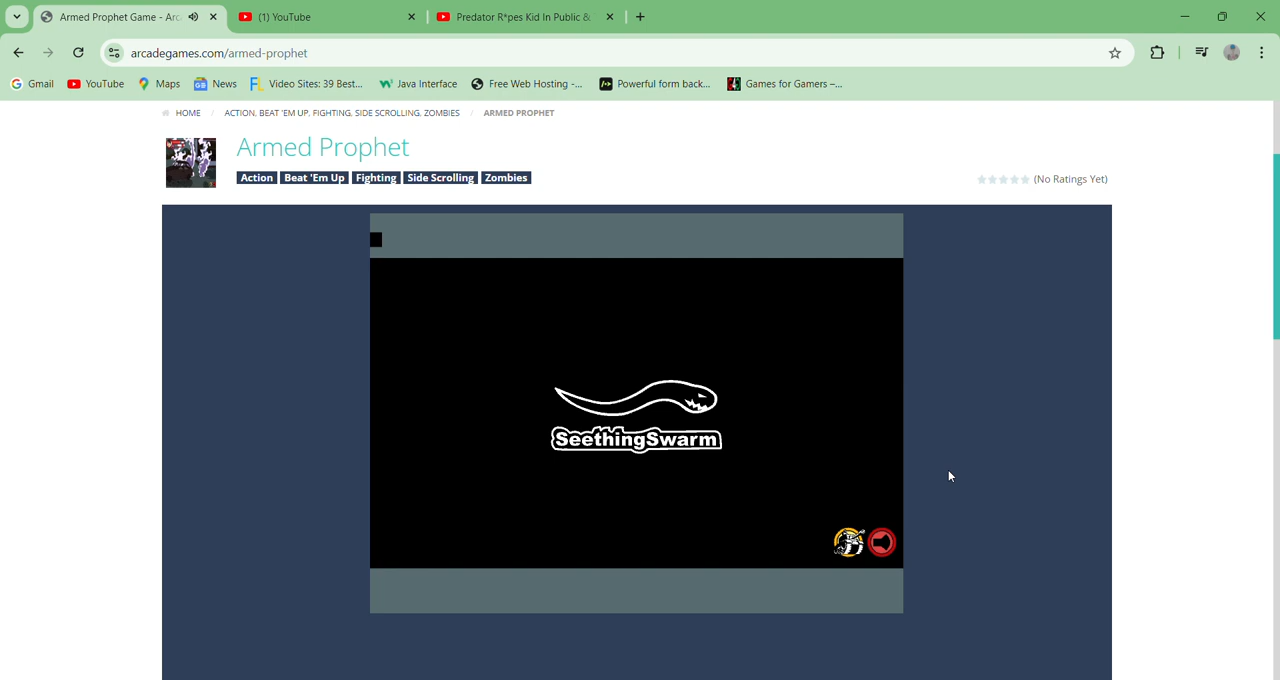 Armed Prophet Game - Arc
(1) YouTube
Predator R*pes Kid In Public &
arcadegames.com/armed-prophet
Gmail
YouTube
Maps
News
Video Sites: 39 Best...
Java Interface
Free Web Hosting -...
Powerful form back...
Games for Gamers –...
HOME / ACTION, BEAT 'EM UP, FIGHTING, SIDE SCROLLING, ZOMBIES / ARMED PROPHET
Armed Prophet
Action Beat 'Em Up Fighting Side Scrolling Zombies
(No Ratings Yet)
SeethingSwarm